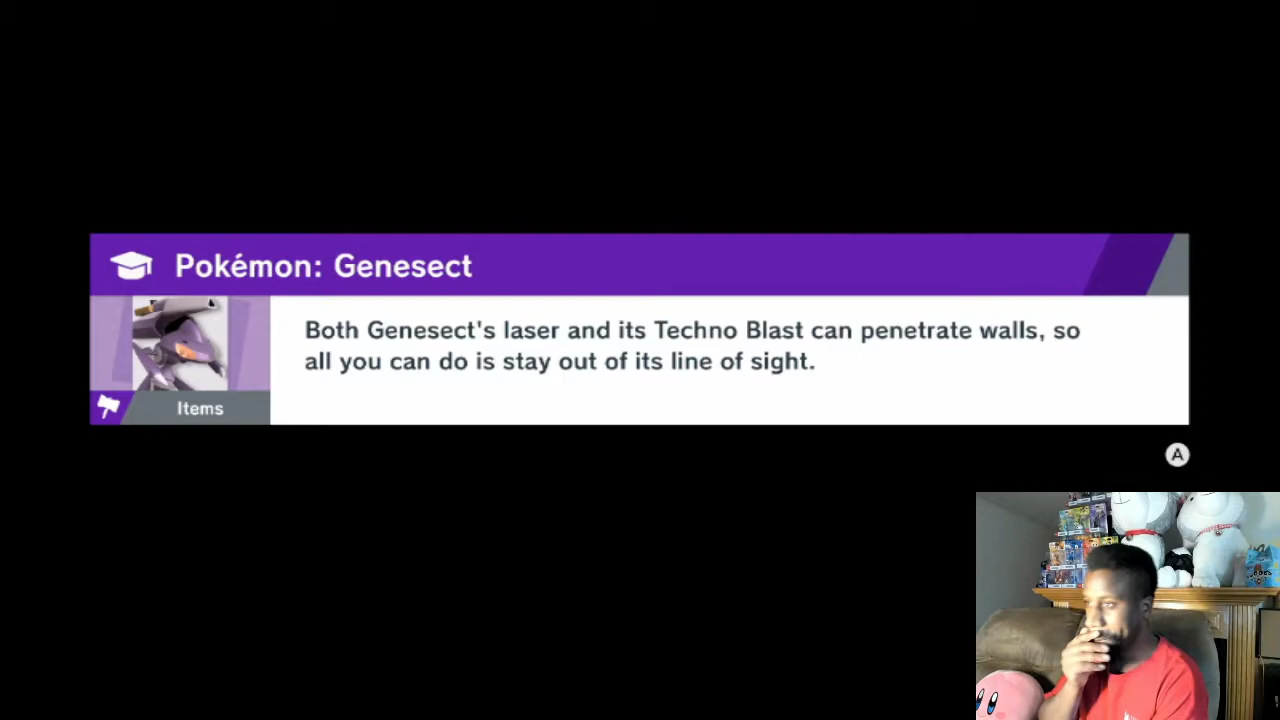 Pokémon: Genesect
Both Genesect's laser and its Techno Blast can penetrate walls, so
all you can do is stay out of its line of sight.
Items
A